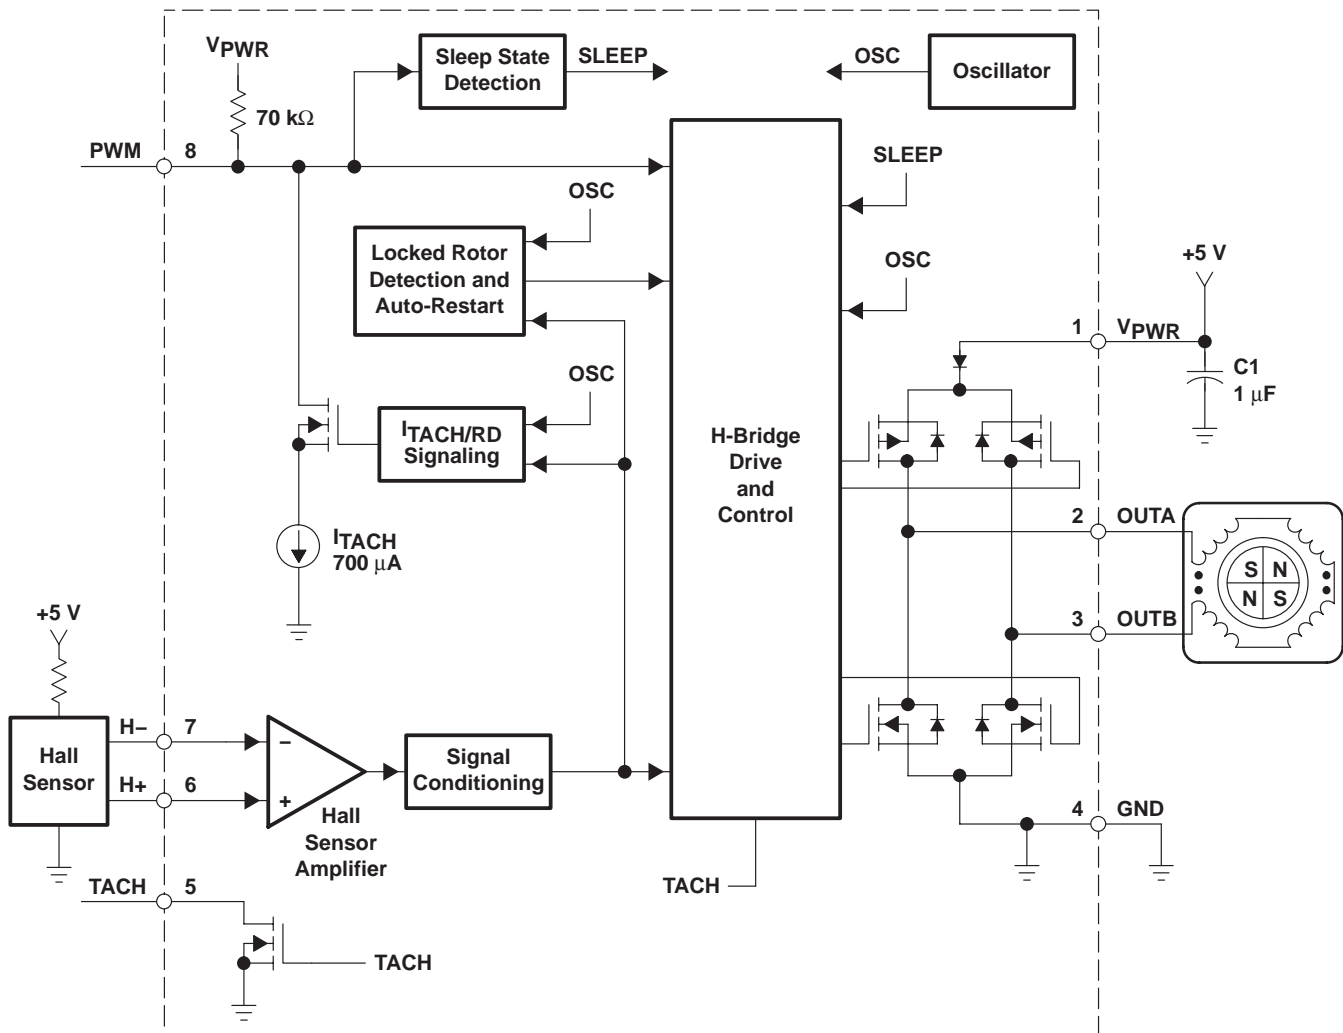 VPWR
70 kΩ
PWM
8
Sleep State
Detection
SLEEP
OSC
Oscillator
SLEEP
OSC
OSC
Locked Rotor
Detection and
Auto-Restart
OSC
ITACH/RD
Signaling
ITACH
700 µA
H-Bridge
Drive
and
Control
+5 V
1
VPWR
C1
1 µF
2
OUTA
S N
N S
3
OUTB
4
GND
+5 V
Hall
Sensor
H–
7
H+
6
–
+
Hall
Sensor
Amplifier
Signal
Conditioning
TACH
TACH
5
TACH